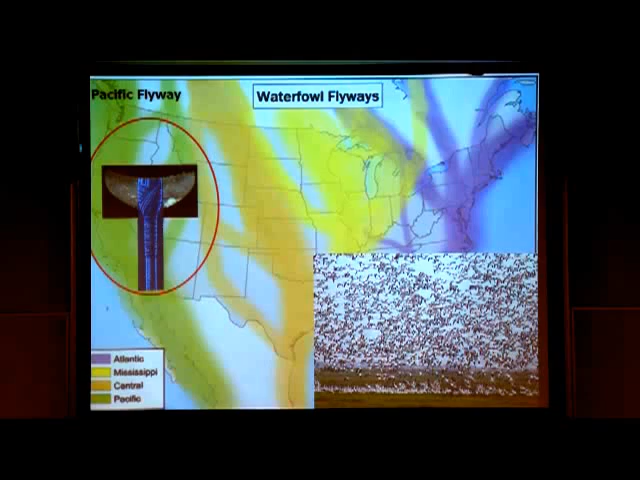 Pacific Flyway
Waterfowl Flyways
Atlantic
Mississippi
Central
Pacific